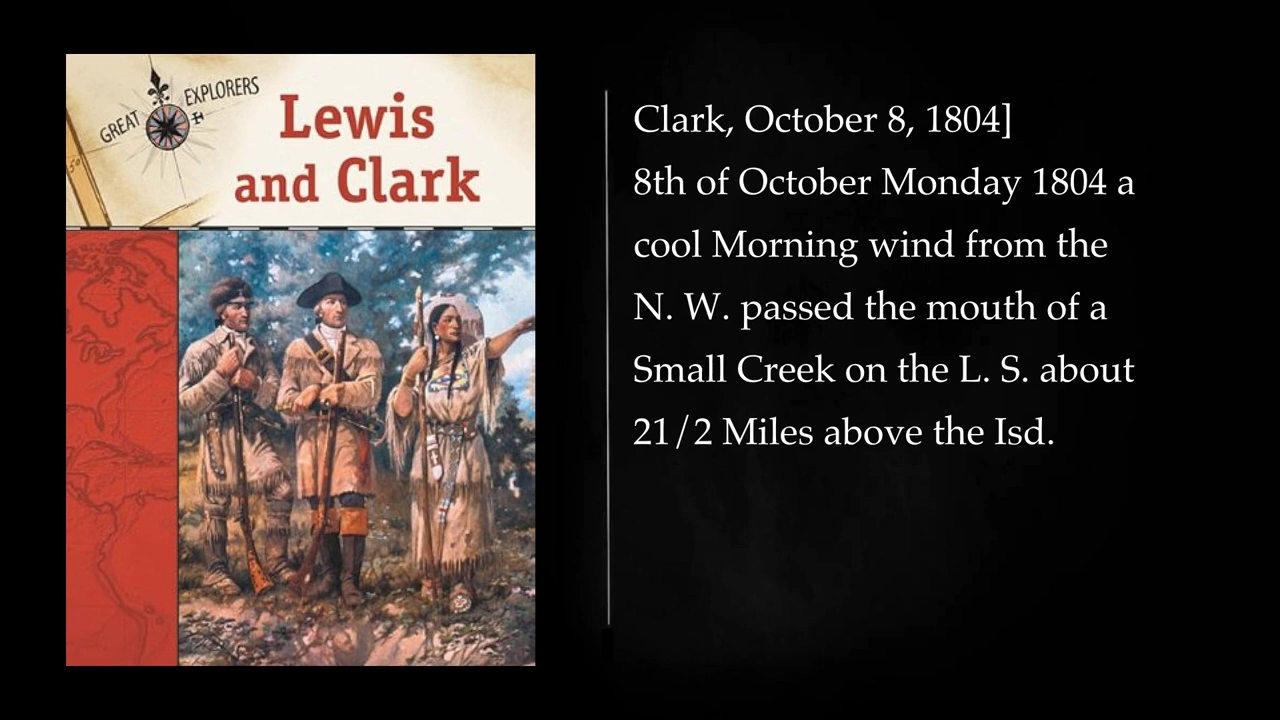 GREAT EXPLORERS
Lewis
and Clark
50
Clark, October 8, 1804]
8th of October Monday 1804 a
cool Morning wind from the
N. W. passed the mouth of a
Small Creek on the L. S. about
21/2 Miles above the Isd.